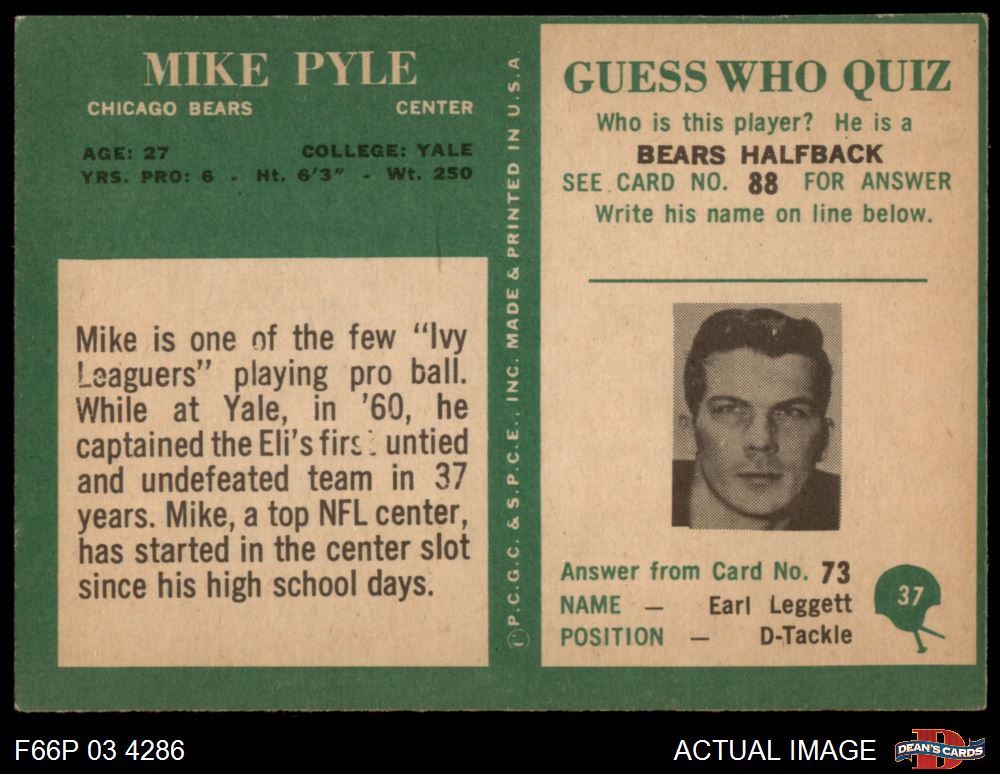 MIKE PYLE
CHICAGO BEARS CENTER
AGE: 27 COLLEGE: YALE
YRS. PRO: 6 - Ht. 6'3" - Wt. 250
Mike is one of the few "Ivy
Leaguers" playing pro ball.
While at Yale, in '60, he
captained the Eli's first untied
and undefeated team in 37
years. Mike, a top NFL center,
has started in the center slot
since his high school days.
©P.C.G.C. & S.P.C.E., INC. MADE & PRINTED IN U.S.A
GUESS WHO QUIZ
Who is this player? He is a
BEARS HALFBACK
SEE CARD NO. 88 FOR ANSWER
Write his name on line below.
Answer from Card No. 73
NAME — Earl Leggett
POSITION — D-Tackle
37
F66P 03 4286
ACTUAL IMAGE
D
DEAN'S CARDS